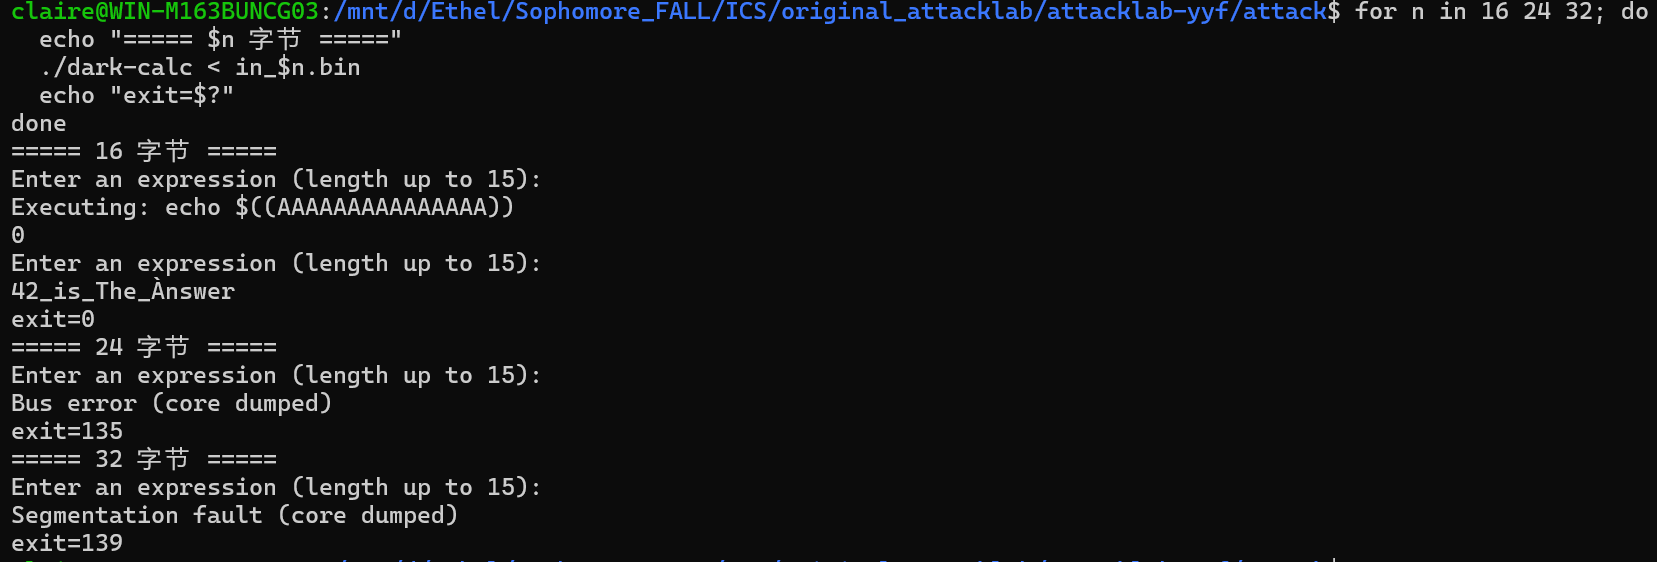 claire@WIN-M163BUNCG03:/mnt/d/Ethel/Sophomore_FALL/ICS/original_attacklab/attacklab-yyf/attack$ for n in 16 24 32; do
  echo "===== $n 字节 ====="
  ./dark-calc < in_$n.bin
  echo "exit=$?"
done
===== 16 字节 =====
Enter an expression (length up to 15):
Executing: echo $((AAAAAAAAAAAAAAA))
0
Enter an expression (length up to 15):
42_is_The_Ànswer
exit=0
===== 24 字节 =====
Enter an expression (length up to 15):
Bus error (core dumped)
exit=135
===== 32 字节 =====
Enter an expression (length up to 15):
Segmentation fault (core dumped)
exit=139